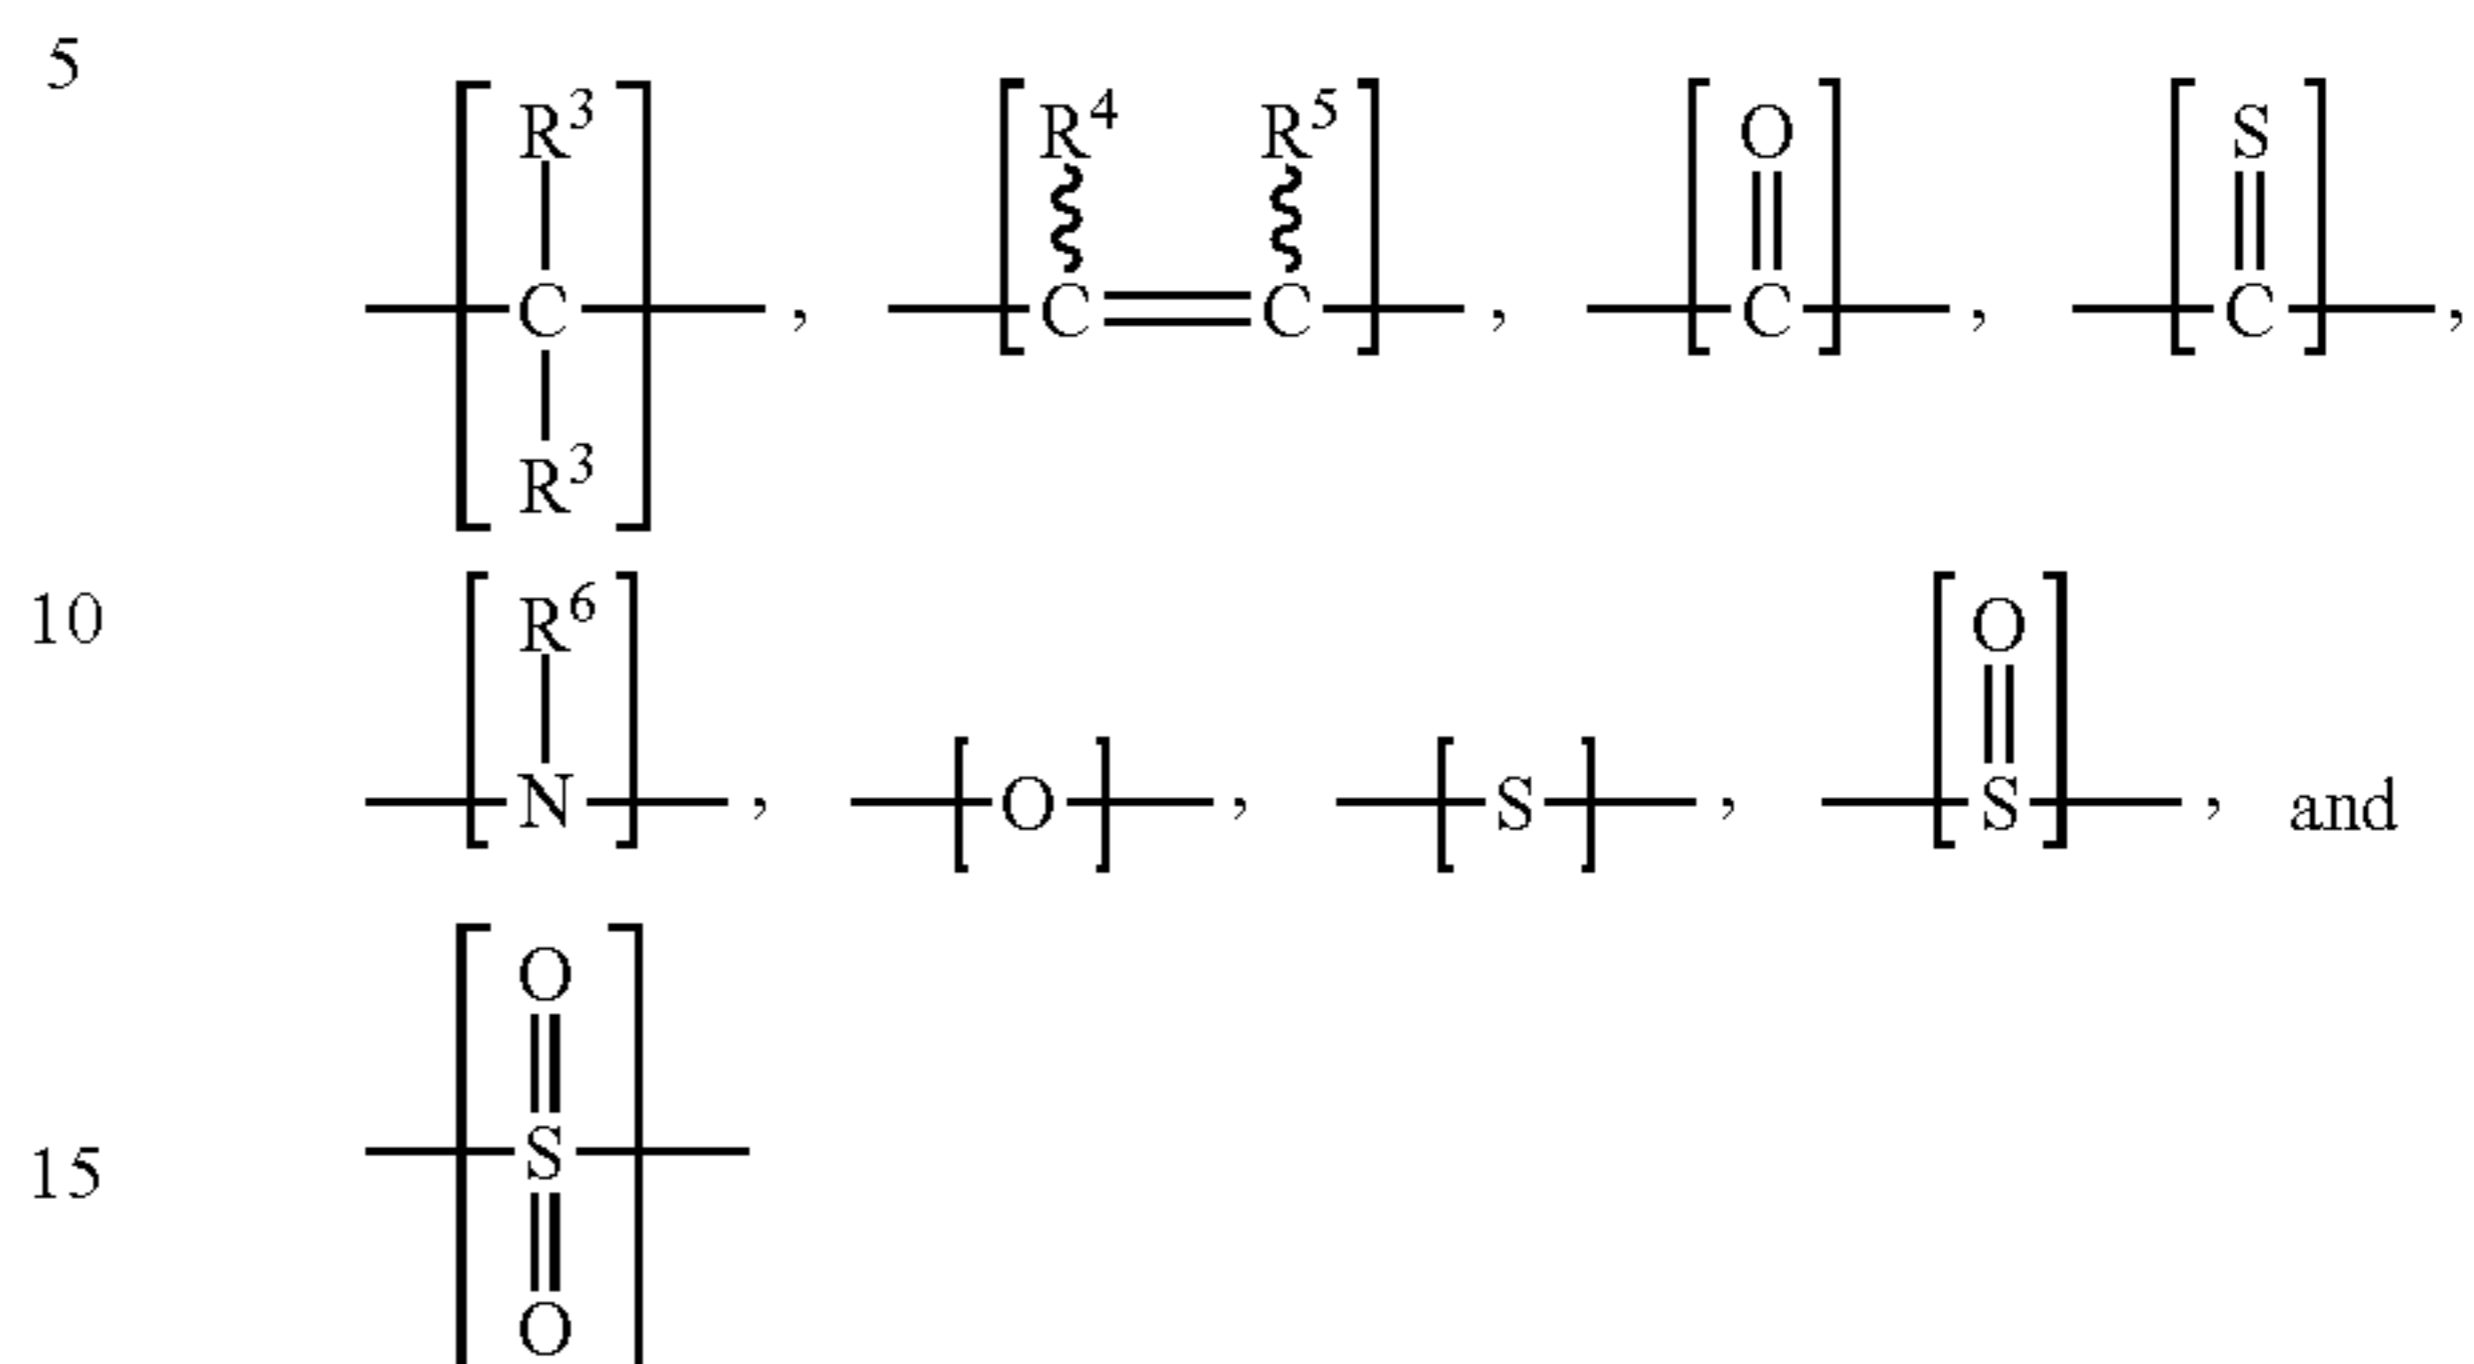 5
R³ R⁴ R⁵ O S
C , C C , C , C ,
R³
10
R⁶ O
N , O , S , S , and
O
15 S
O